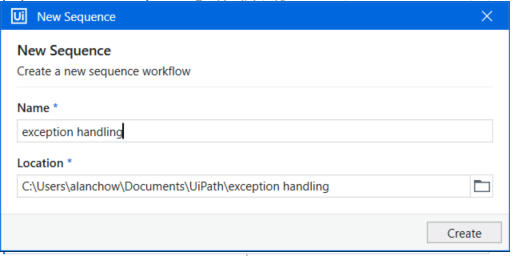 Ui New Sequence
New Sequence
Create a new sequence workflow
Name *
exception handling
Location *
C:\Users\alanchow\Documents\UiPath\exception handling
Create